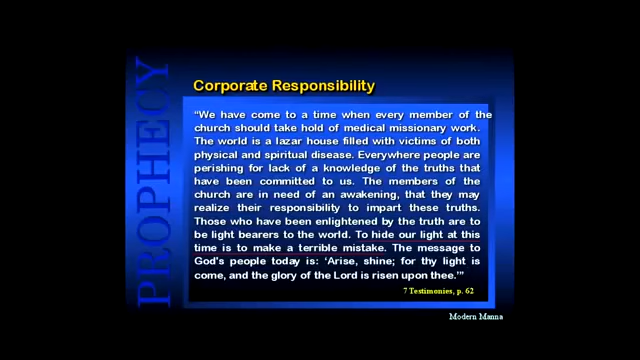 PROPHECY
Corporate Responsibility
“We have come to a time when every member of the
church should take hold of medical missionary work.
The world is a lazar house filled with victims of both
physical and spiritual disease. Everywhere people are
perishing for lack of a knowledge of the truths that
have been committed to us. The members of the
church are in need of an awakening, that they may
realize their responsibility to impart these truths.
Those who have been enlightened by the truth are to
be light bearers to the world. To hide our light at this
time is to make a terrible mistake. The message to
God's people today is: ‘Arise, shine; for thy light is
come, and the glory of the Lord is risen upon thee.’”
7 Testimonies, p. 62
Modern Manna